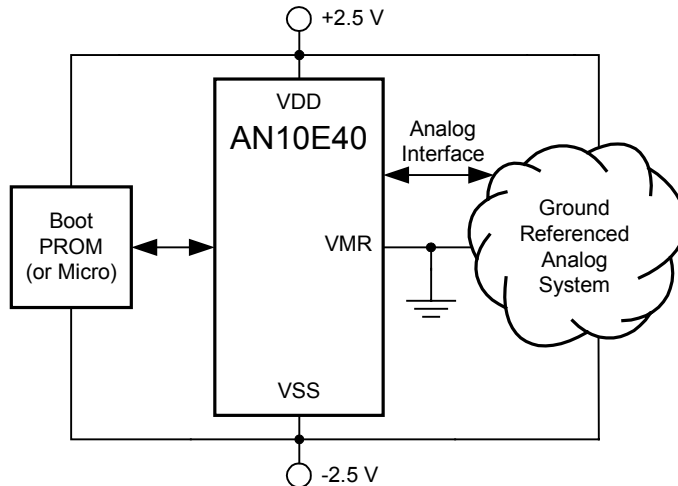 +2.5 V
VDD
AN10E40
Analog
Interface
Boot
PROM
(or Micro)
VMR
Ground
Referenced
Analog
System
VSS
-2.5 V